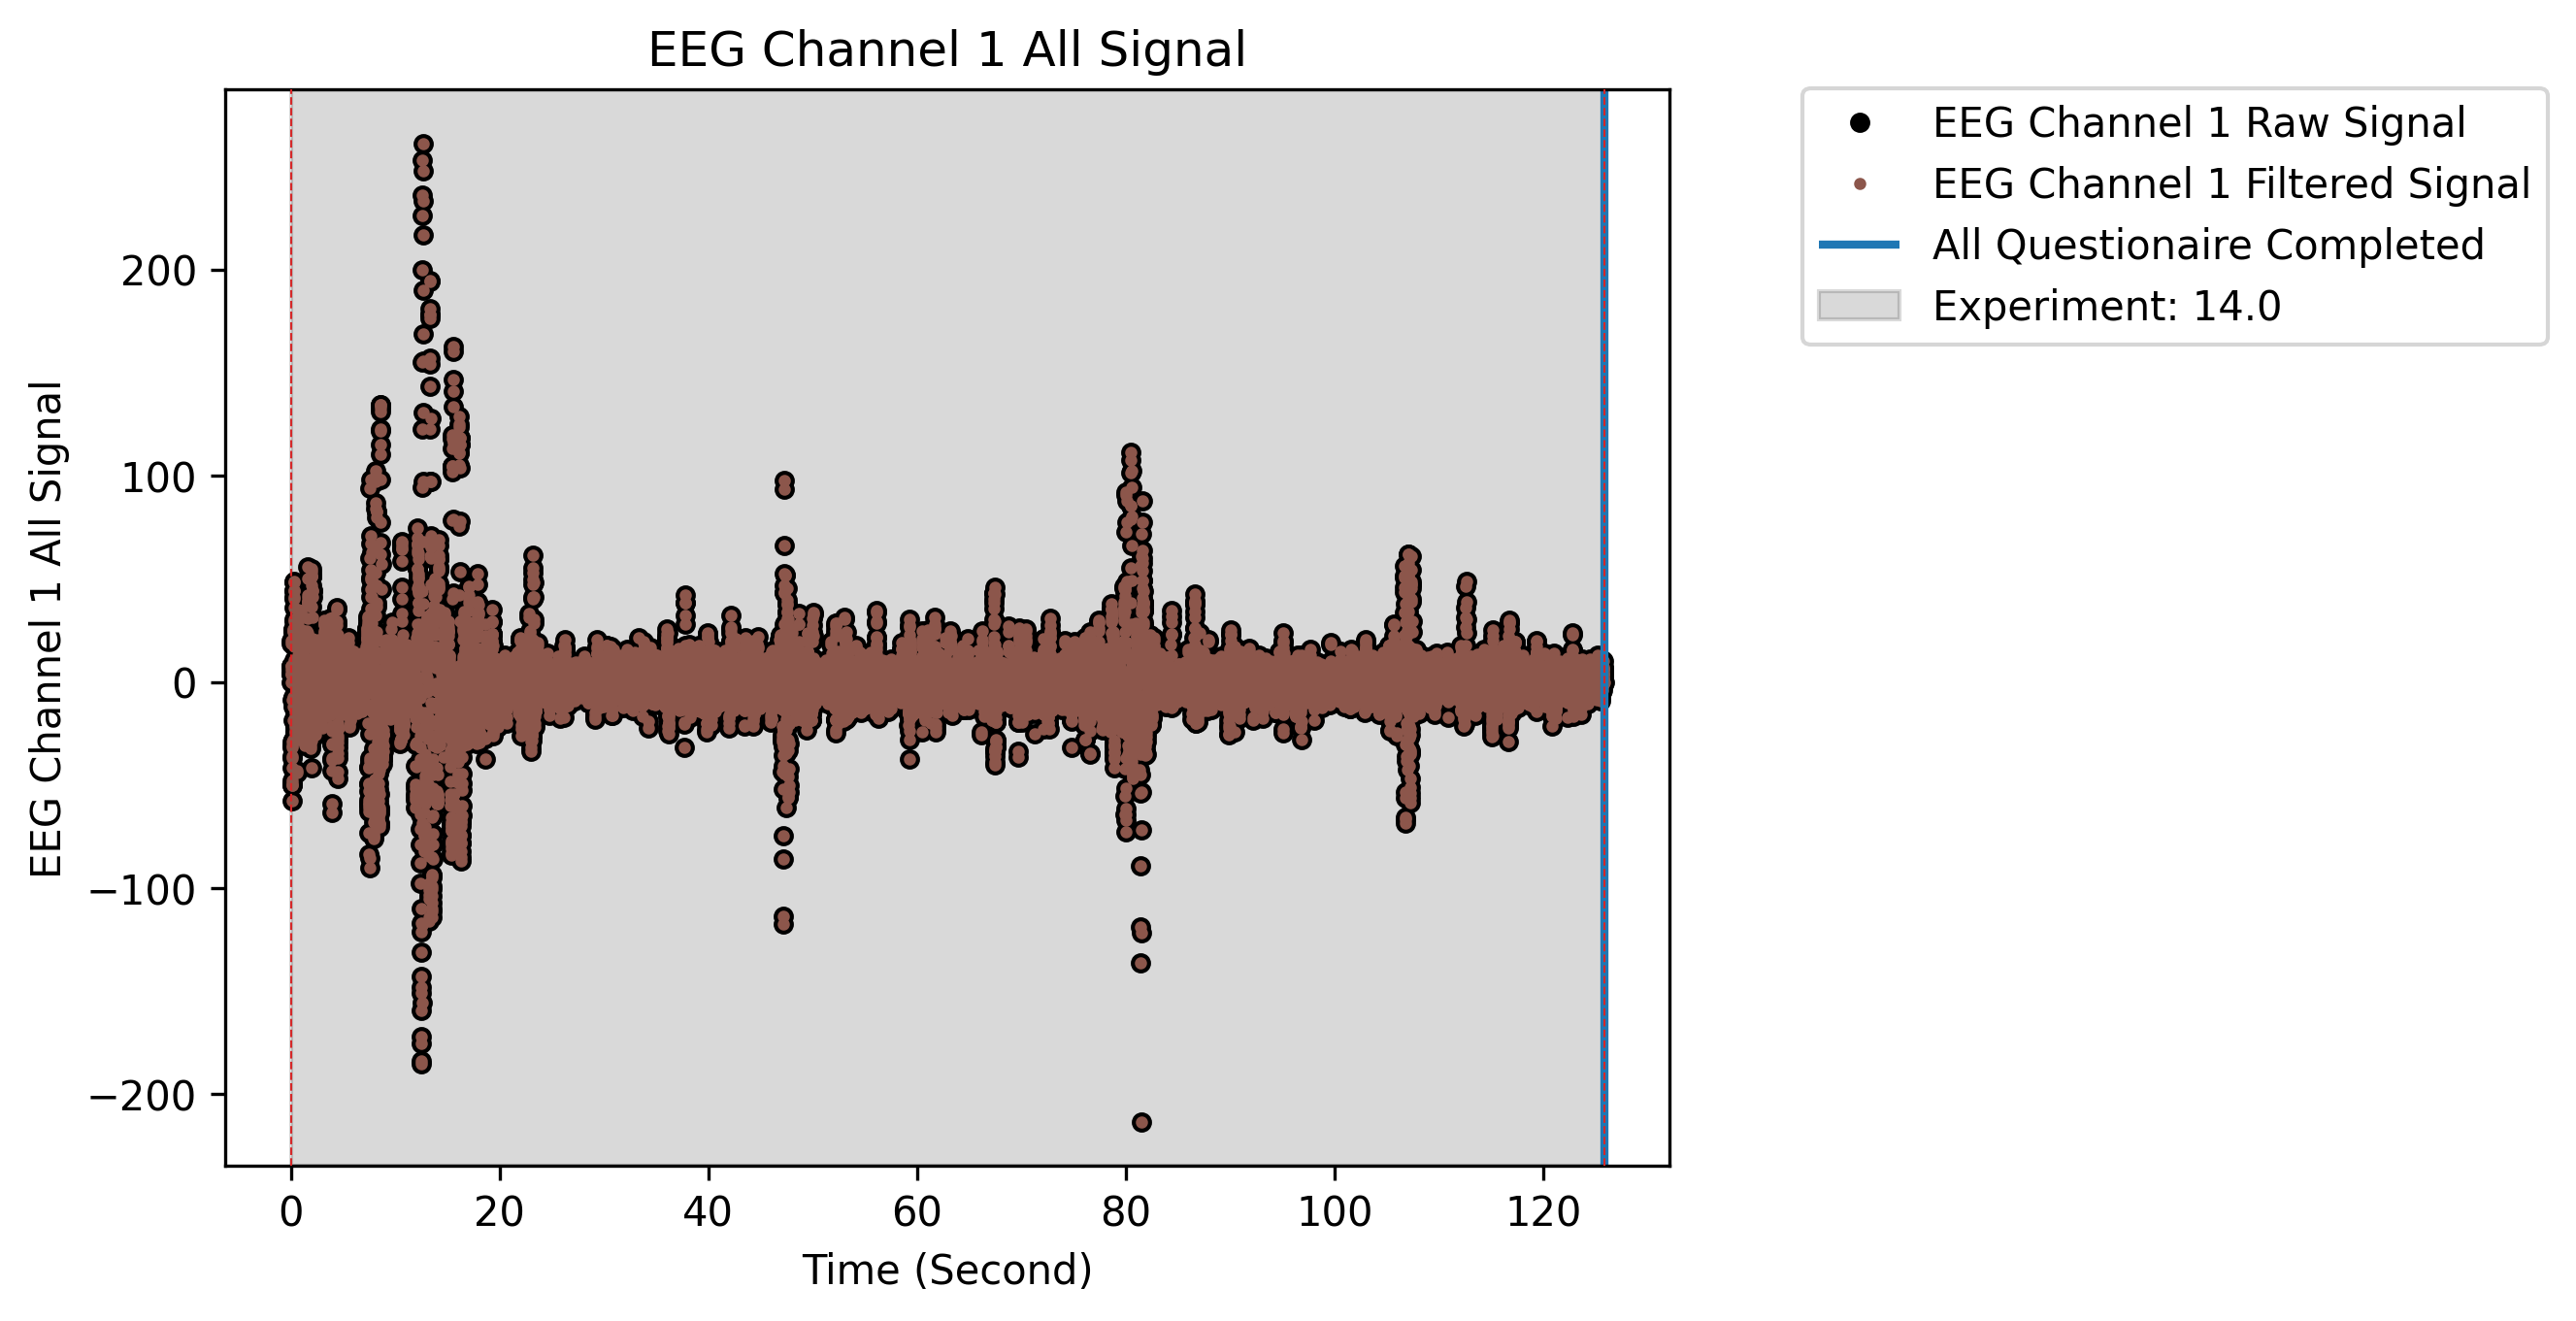 EEG Channel 1 All Signal
EEG Channel 1 Raw Signal
EEG Channel 1 Filtered Signal
All Questionaire Completed
Experiment: 14.0
EEG Channel 1 All Signal
200
100
0
−100
−200
0 20 40 60 80 100 120
Time (Second)